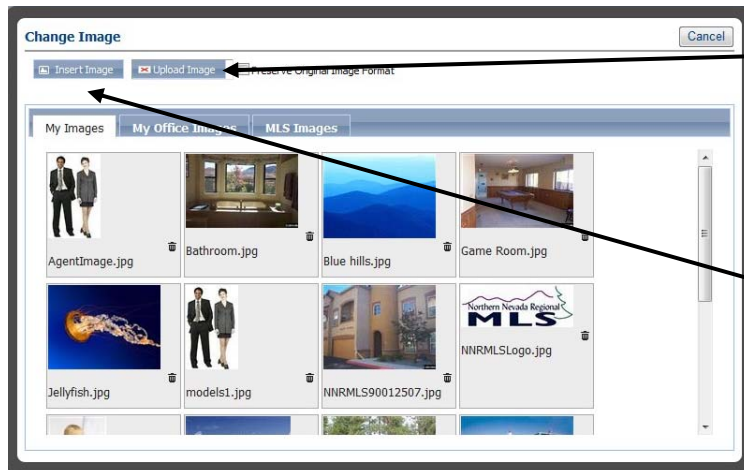 Change Image
Cancel
Insert Image
Upload Image
Preserve Original Image Format
My Images
My Office Images
MLS Images
AgentImage.jpg
Bathroom.jpg
Blue hills.jpg
Game Room.jpg
Northern Nevada Regional
MLS
Jellyfish.jpg
models1.jpg
NNRMLS90012507.jpg
NNRMLSLogo.jpg